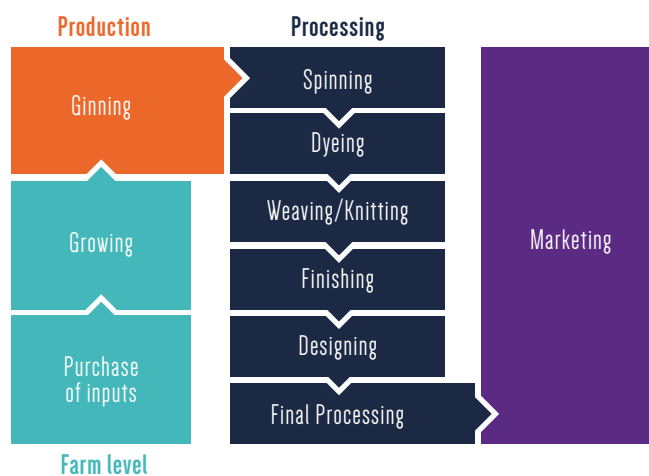 Production
Processing
Ginning
Spinning
Dyeing
Growing
Weaving/Knitting
Marketing
Finishing
Designing
Purchase
of inputs
Final Processing
Farm level